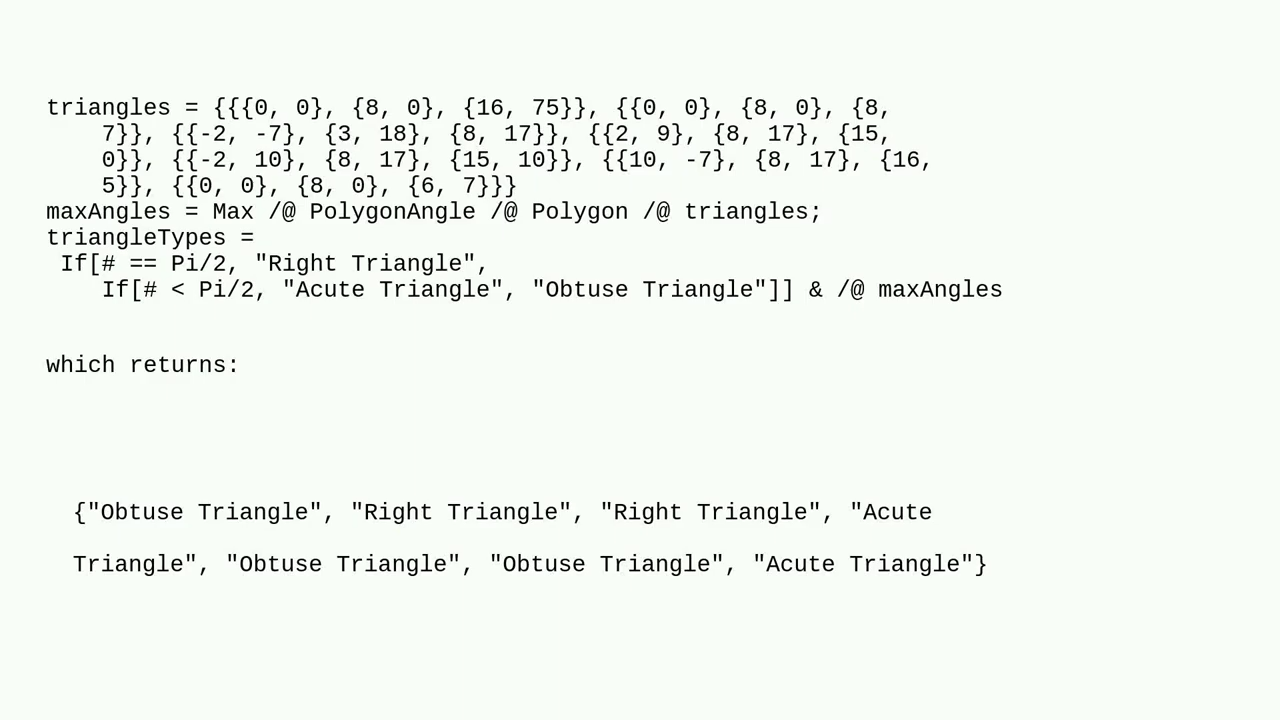 triangles = {{{0, 0}, {8, 0}, {16, 75}}, {{0, 0}, {8, 0}, {8,
    7}}, {{-2, -7}, {3, 18}, {8, 17}}, {{2, 9}, {8, 17}, {15,
    0}}, {{-2, 10}, {8, 17}, {15, 10}}, {{10, -7}, {8, 17}, {16,
    5}}, {{0, 0}, {8, 0}, {6, 7}}}
maxAngles = Max /@ PolygonAngle /@ Polygon /@ triangles;
triangleTypes =
 If[# == Pi/2, "Right Triangle",
    If[# < Pi/2, "Acute Triangle", "Obtuse Triangle"]] & /@ maxAngles
which returns:
{"Obtuse Triangle", "Right Triangle", "Right Triangle", "Acute
Triangle", "Obtuse Triangle", "Obtuse Triangle", "Acute Triangle"}